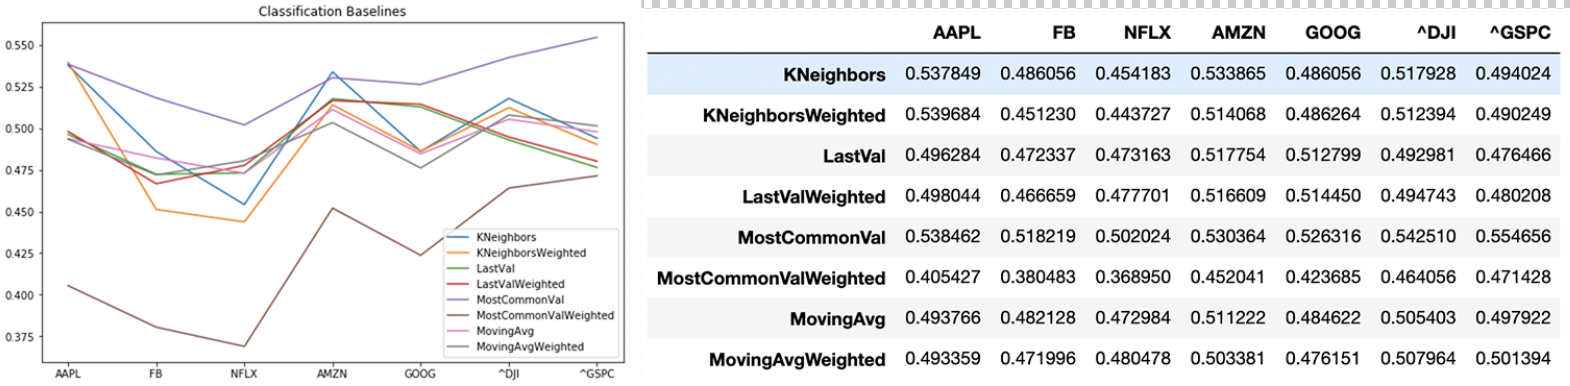 Classification Baselines
0.550
0.525
0.500
0.475
0.450
0.425
0.400
0.375
AAPL FB NFLX AMZN GOOG ^DJI ^GSPC
KNeighbors
KNeighborsWeighted
LastVal
LastValWeighted
MostCommonVal
MostCommonValWeighted
MovingAvg
MovingAvgWeighted
AAPL FB NFLX AMZN GOOG ^DJI ^GSPC
KNeighbors 0.537849 0.486056 0.454183 0.533865 0.486056 0.517928 0.494024
KNeighborsWeighted 0.539684 0.451230 0.443727 0.514068 0.486264 0.512394 0.490249
LastVal 0.496284 0.472337 0.473163 0.517754 0.512799 0.492981 0.476466
LastValWeighted 0.498044 0.466659 0.477701 0.516609 0.514450 0.494743 0.480208
MostCommonVal 0.538462 0.518219 0.502024 0.530364 0.526316 0.542510 0.554656
MostCommonValWeighted 0.405427 0.380483 0.368950 0.452041 0.423685 0.464056 0.471428
MovingAvg 0.493766 0.482128 0.472984 0.511222 0.484622 0.505403 0.497922
MovingAvgWeighted 0.493359 0.471996 0.480478 0.503381 0.476151 0.507964 0.501394